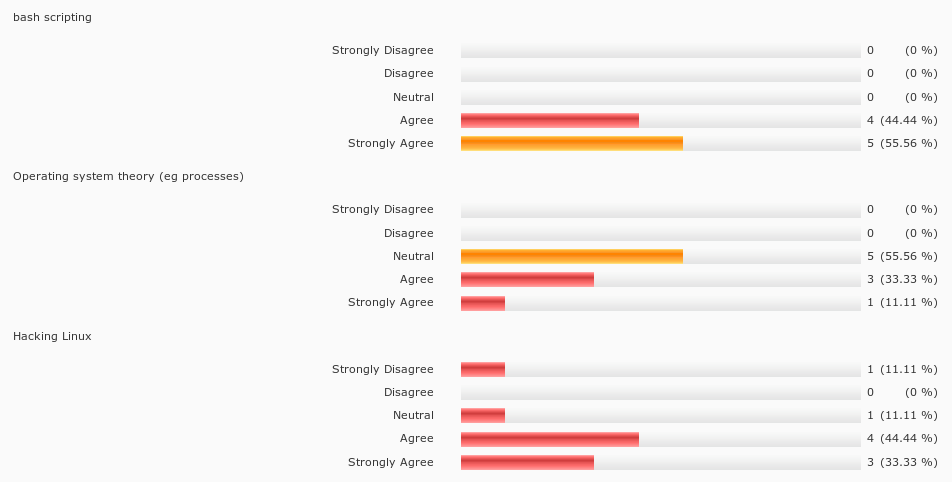 bash scripting
Strongly Disagree 0 (0 %)
Disagree 0 (0 %)
Neutral 0 (0 %)
Agree 4 (44.44 %)
Strongly Agree 5 (55.56 %)
Operating system theory (eg processes)
Strongly Disagree 0 (0 %)
Disagree 0 (0 %)
Neutral 5 (55.56 %)
Agree 3 (33.33 %)
Strongly Agree 1 (11.11 %)
Hacking Linux
Strongly Disagree 1 (11.11 %)
Disagree 0 (0 %)
Neutral 1 (11.11 %)
Agree 4 (44.44 %)
Strongly Agree 3 (33.33 %)